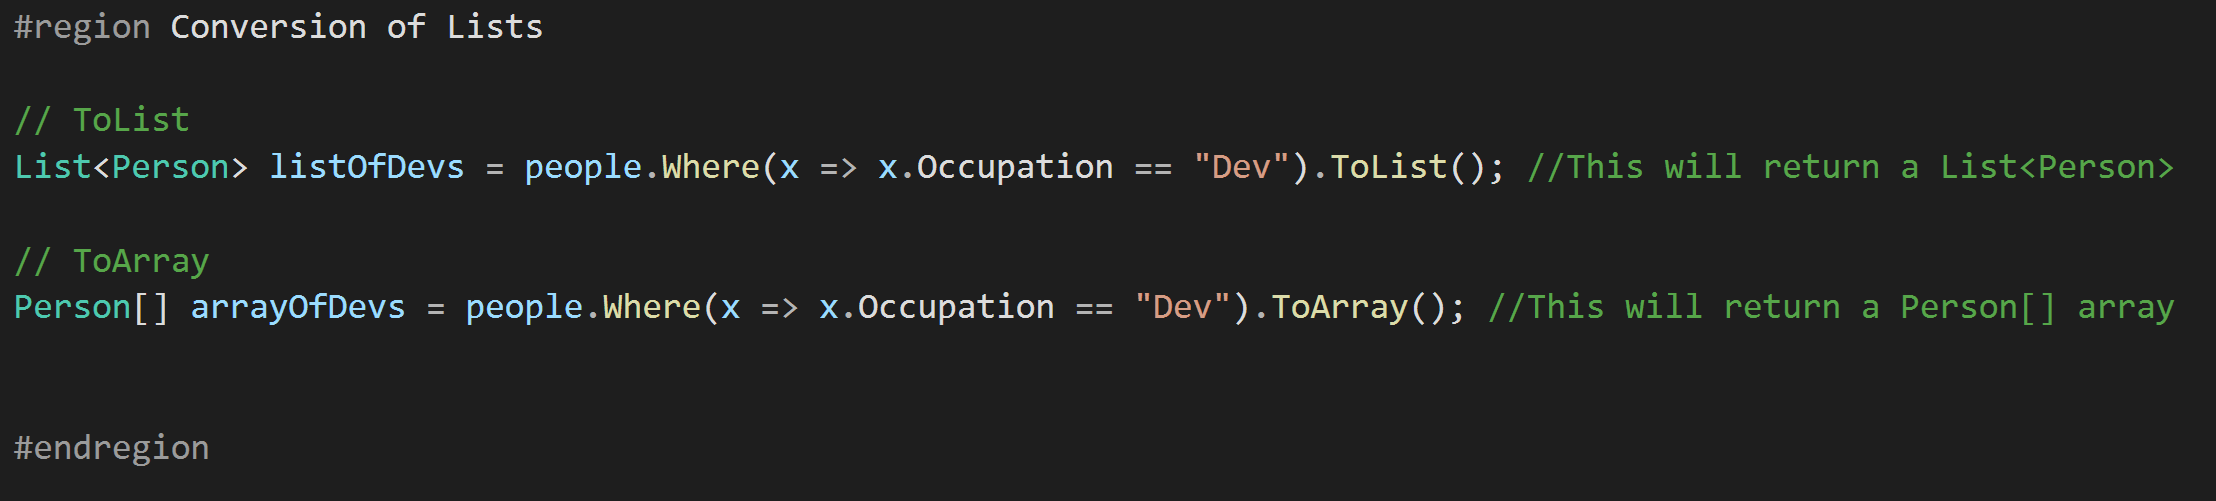 #region Conversion of Lists
// ToList
List<Person> listOfDevs = people.Where(x => x.Occupation == "Dev").ToList(); //This will return a List<Person>
// ToArray
Person[] arrayOfDevs = people.Where(x => x.Occupation == "Dev").ToArray(); //This will return a Person[] array
#endregion